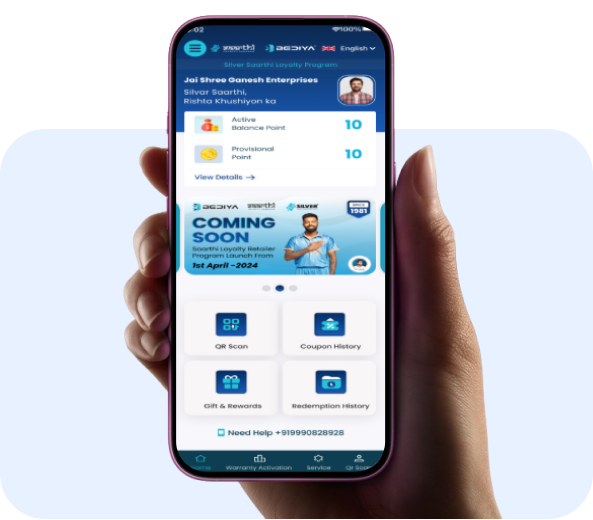 :02
100%
saarthi
BEDIYA
English
Silver Saarthi Loyalty Program
Jai Shree Ganesh Enterprises
Silvar Saarthi,
Rishta Khushiyon ka
Active
Balance Point
10
Provisional
Point
10
View Details →
BEDIYA saarthi SILVER
1981
COMING
SOON
Saarthi Loyalty Retailer
Program Launch From
1st April -2024
QR Scan
Coupon History
Gift & Rewards
Redemption History
Need Help +919990828928
Home Warranty Activation Service QI Scan